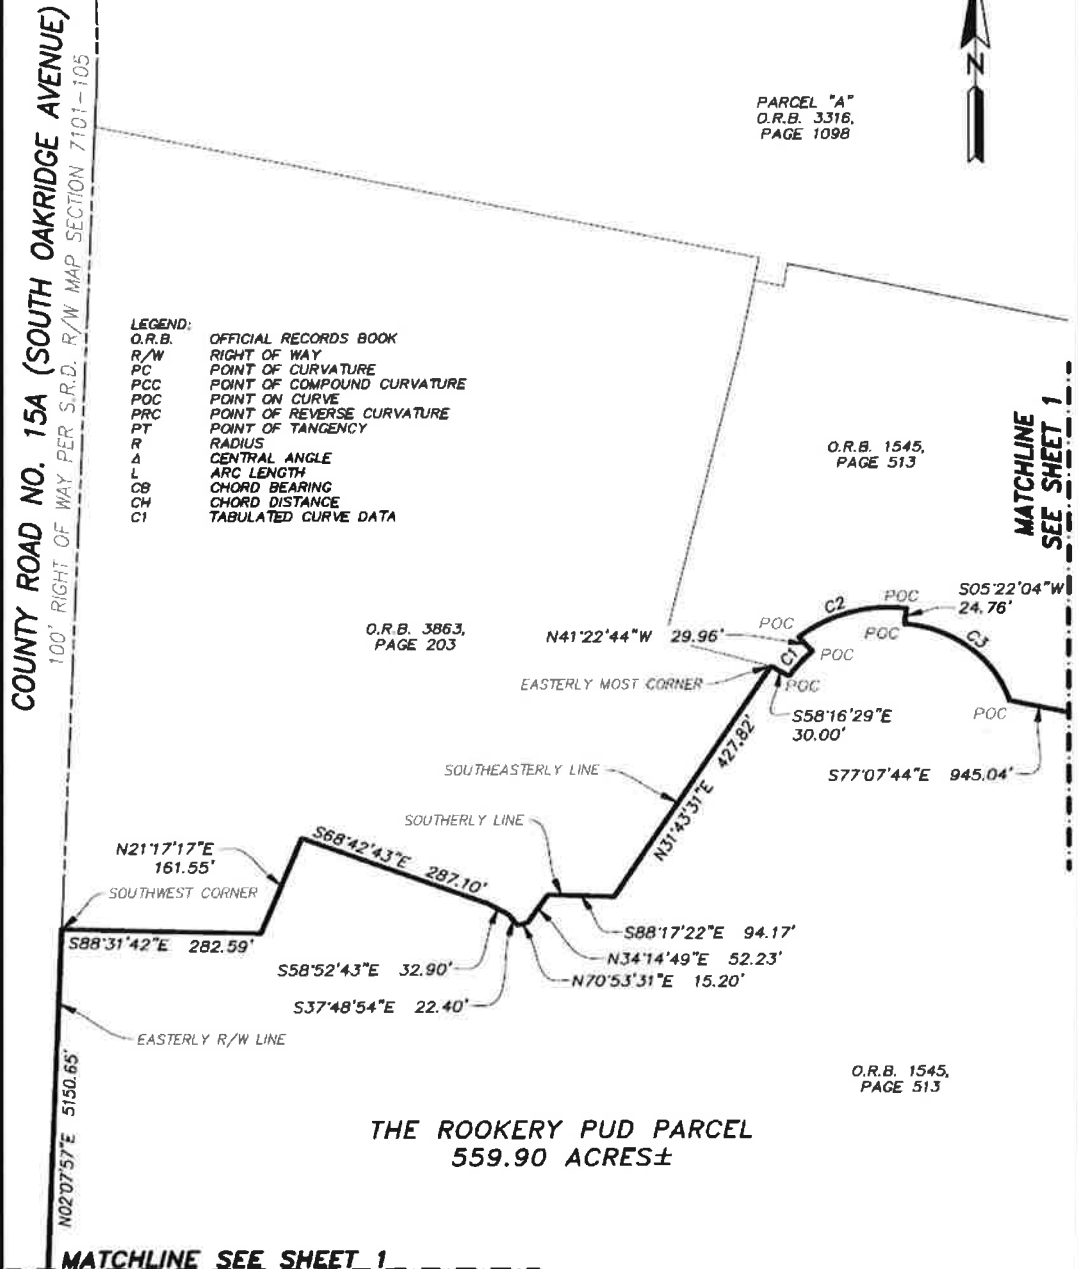 COUNTY ROAD NO. 15A (SOUTH OAKRIDGE AVENUE)
100' RIGHT OF WAY PER S.R.D. R/W MAP SECTION 7101-105
N
PARCEL "A"
O.R.B. 3316,
PAGE 1098
LEGEND:
O.R.B. OFFICIAL RECORDS BOOK
R/W RIGHT OF WAY
PC POINT OF CURVATURE
PCC POINT OF COMPOUND CURVATURE
POC POINT ON CURVE
PRC POINT OF REVERSE CURVATURE
PT POINT OF TANGENCY
R RADIUS
Δ CENTRAL ANGLE
L ARC LENGTH
CB CHORD BEARING
CH CHORD DISTANCE
C1 TABULATED CURVE DATA
O.R.B. 1545,
PAGE 513
MATCHLINE
SEE SHEET 1
O.R.B. 3863,
PAGE 203
N41°22'44"W 29.96'
POC
C2
POC
S05°22'04"W
24.76'
POC
C3
C1
POC
EASTERLY MOST CORNER
POC
S58°16'29"E
30.00'
POC
S77°07'44"E 945.04'
SOUTHEASTERLY LINE
N31°43'31"E 427.82'
SOUTHERLY LINE
N21°17'17"E
161.55'
S68°42'43"E 287.10'
SOUTHWEST CORNER
S88°31'42"E 282.59'
S88°17'22"E 94.17'
N34°14'49"E 52.23'
S58°52'43"E 32.90'
N70°53'31"E 15.20'
S37°48'54"E 22.40'
EASTERLY R/W LINE
N02°07'57"E 5150.65'
O.R.B. 1545,
PAGE 513
THE ROOKERY PUD PARCEL
559.90 ACRES±
MATCHLINE SEE SHEET 1